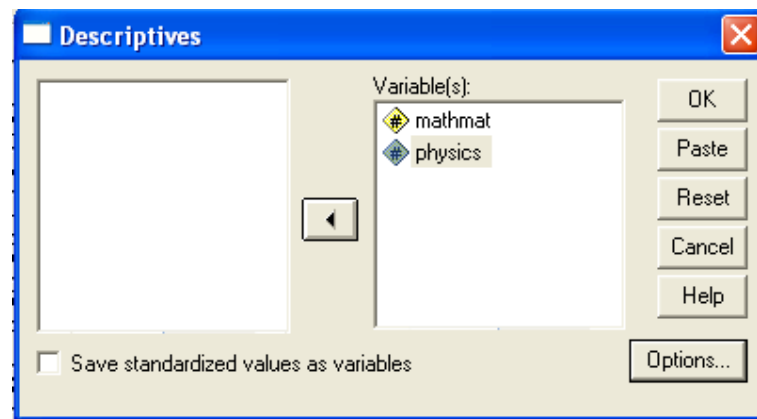 Descriptives
Variable(s):
# mathmat
# physics
OK
Paste
Reset
Cancel
Help
Save standardized values as variables
Options...